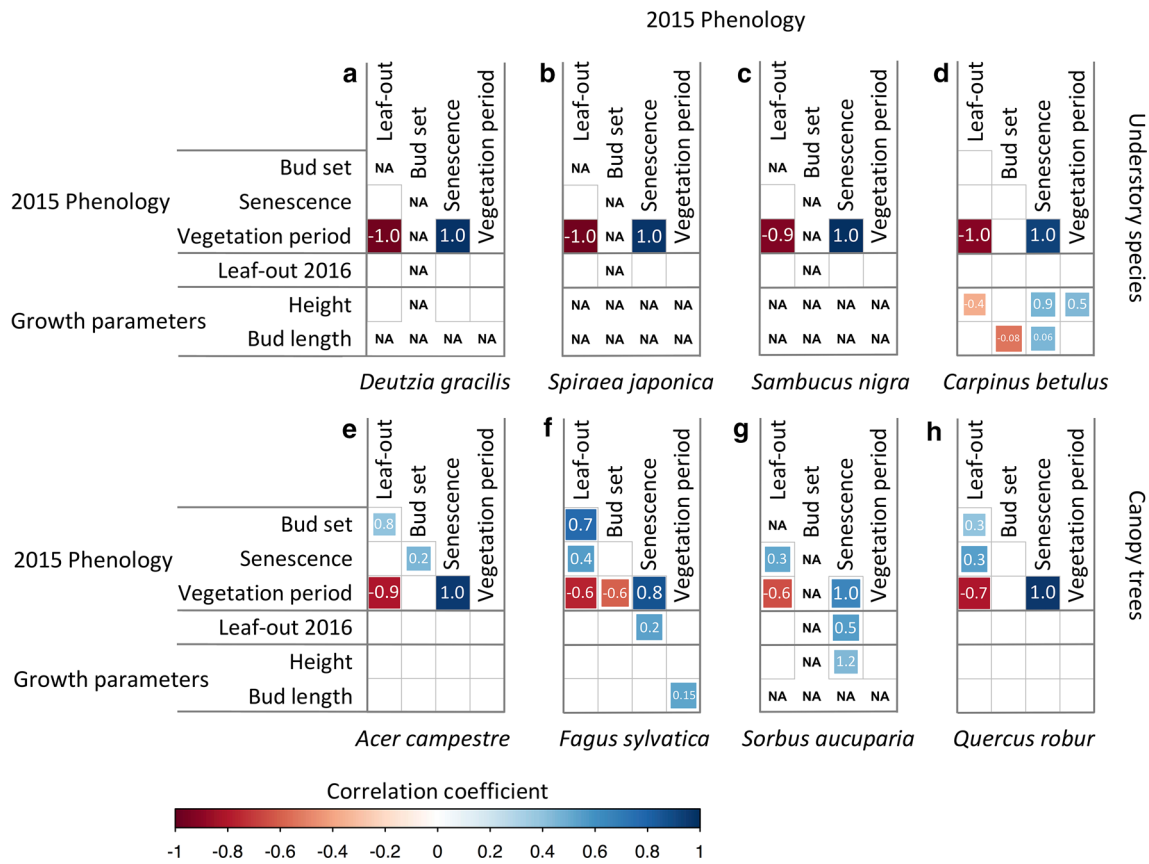 2015 Phenology
a b c d
Leaf-out Bud set Senescence Vegetation period
Leaf-out Bud set Senescence Vegetation period
Leaf-out Bud set Senescence Vegetation period
Leaf-out Bud set Senescence Vegetation period
Understory species
2015 Phenology
Bud set NA NA NA
Senescence NA NA NA
Vegetation period -1.0 NA 1.0 -1.0 NA 1.0 -0.9 NA 1.0 -1.0 1.0
Leaf-out 2016 NA NA NA
Growth parameters
Height NA NA NA NA NA NA NA NA NA -0.4 0.9 0.5
Bud length NA NA NA NA NA NA NA NA NA NA NA NA -0.08 0.06
Deutzia gracilis Spiraea japonica Sambucus nigra Carpinus betulus
e f g h
Leaf-out Bud set Senescence Vegetation period
Leaf-out Bud set Senescence Vegetation period
Leaf-out Bud set Senescence Vegetation period
Leaf-out Bud set Senescence Vegetation period
Canopy trees
2015 Phenology
Bud set 0.8 0.7 NA 0.3
Senescence 0.2 0.4 0.3 NA 0.3
Vegetation period -0.9 1.0 -0.6 -0.6 0.8 -0.6 NA 1.0 -0.7 1.0
Leaf-out 2016 0.2 NA 0.5
Growth parameters
Height NA 1.2
Bud length 0.15 NA NA NA NA
Acer campestre Fagus sylvatica Sorbus aucuparia Quercus robur
Correlation coefficient
-1 -0.8 -0.6 -0.4 -0.2 0 0.2 0.4 0.6 0.8 1